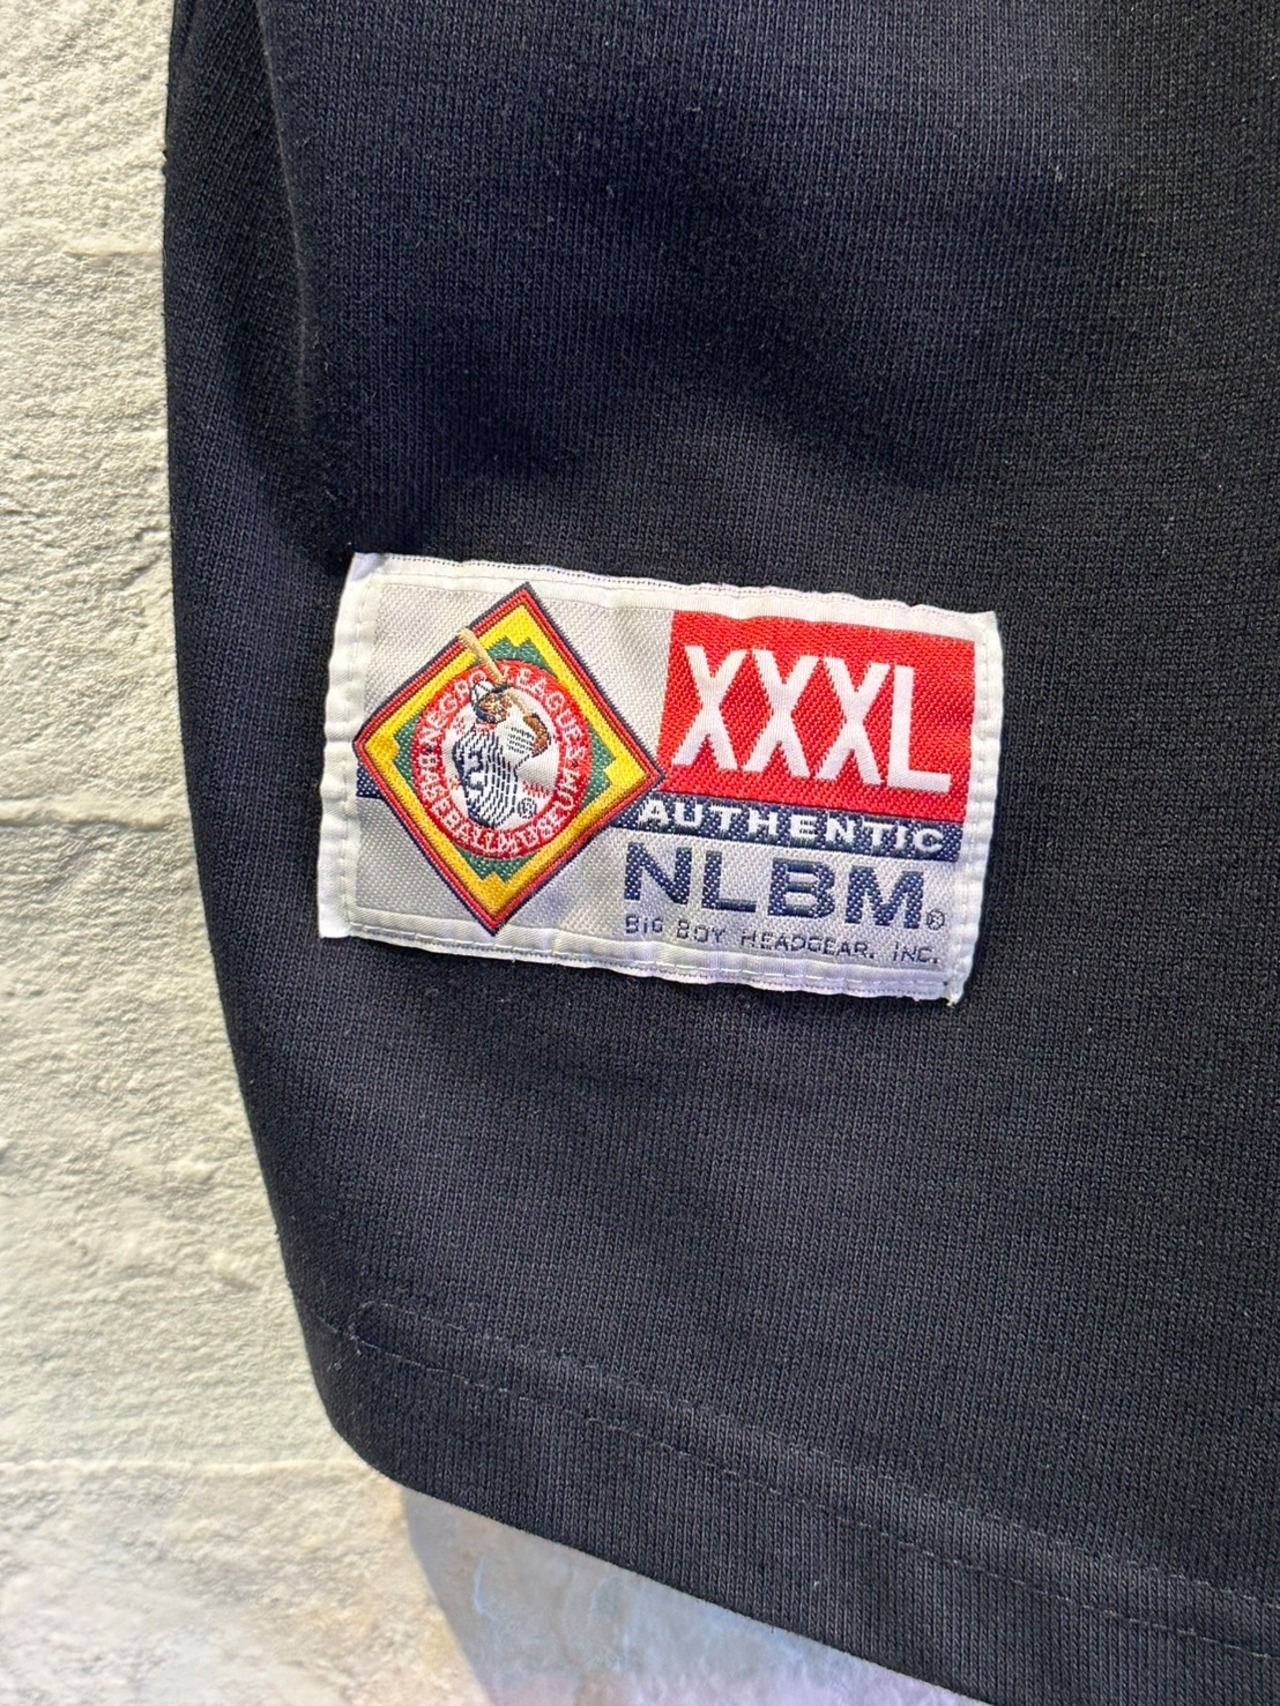 NEGRO LEAGUES
BASEBALL MUSEUM ®
XXXL
AUTHENTIC
NLBM®
BIG BOY HEADGEAR, INC.